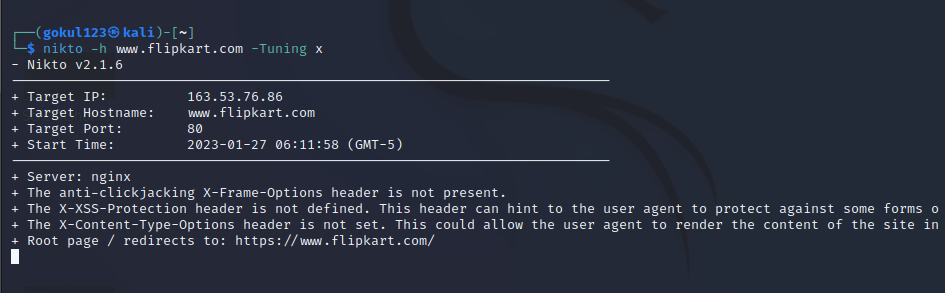 ┌──(gokul123㉿kali)-[~]
└─$ nikto -h www.flipkart.com -Tuning x
- Nikto v2.1.6
---------------------------------------------------------------------------
+ Target IP:          163.53.76.86
+ Target Hostname:    www.flipkart.com
+ Target Port:        80
+ Start Time:         2023-01-27 06:11:58 (GMT-5)
---------------------------------------------------------------------------
+ Server: nginx
+ The anti-clickjacking X-Frame-Options header is not present.
+ The X-XSS-Protection header is not defined. This header can hint to the user agent to protect against some forms o
+ The X-Content-Type-Options header is not set. This could allow the user agent to render the content of the site in
+ Root page / redirects to: https://www.flipkart.com/